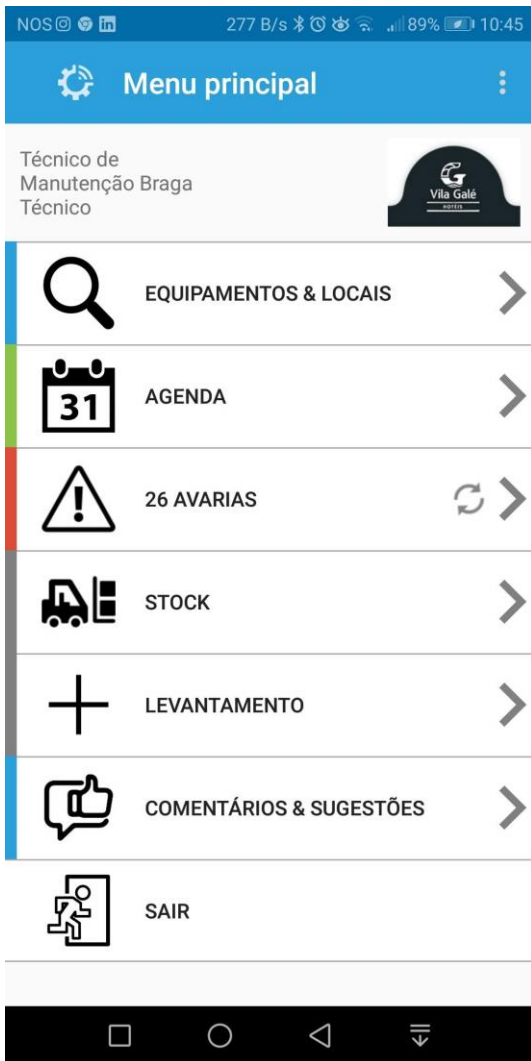 NOS 277 B/s 89% 10:45
Menu principal
Técnico de
Manutenção Braga
Técnico
G
Vila Galé
HOTÉIS
EQUIPAMENTOS & LOCAIS
31
AGENDA
26 AVARIAS
STOCK
LEVANTAMENTO
COMENTÁRIOS & SUGESTÕES
SAIR